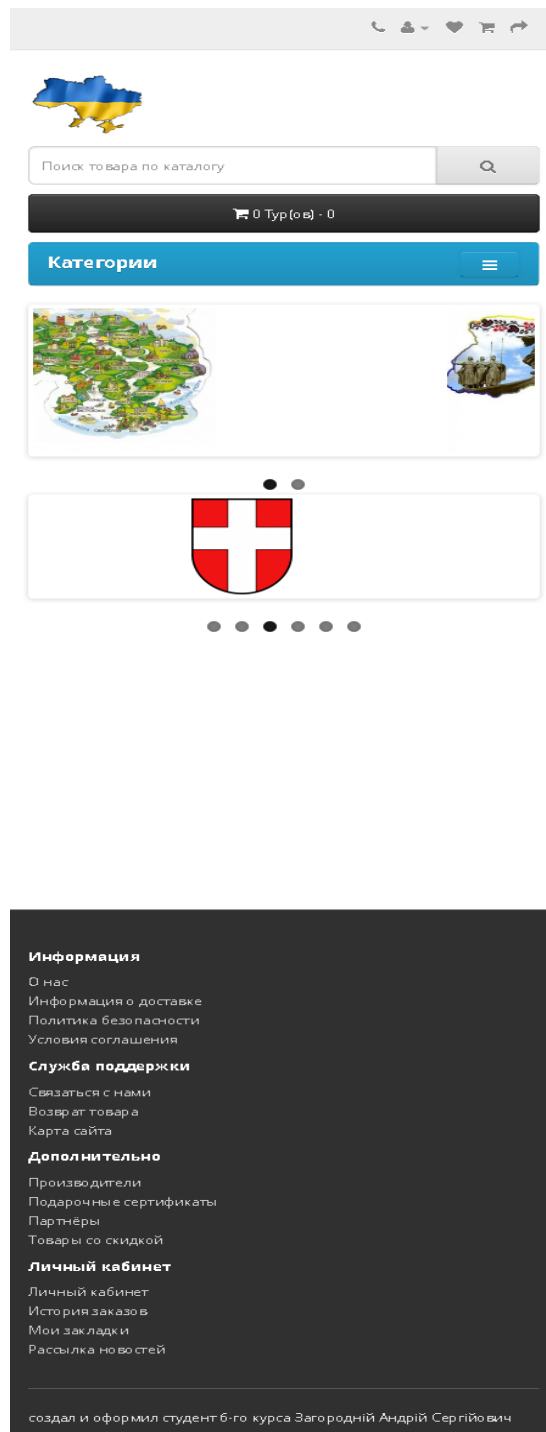 Поиск товара по каталогу
0 Тур(ов) - 0
Категории
Информация
О нас
Информация о доставке
Политика безопасности
Условия соглашения
Служба поддержки
Связаться с нами
Возврат товара
Карта сайта
Дополнительно
Производители
Подарочные сертификаты
Партнёры
Товары со скидкой
Личный кабинет
Личный кабинет
История заказов
Мои закладки
Рассылка новостей
создал и оформил студент 6-го курса Загородній Андрій Сергійович